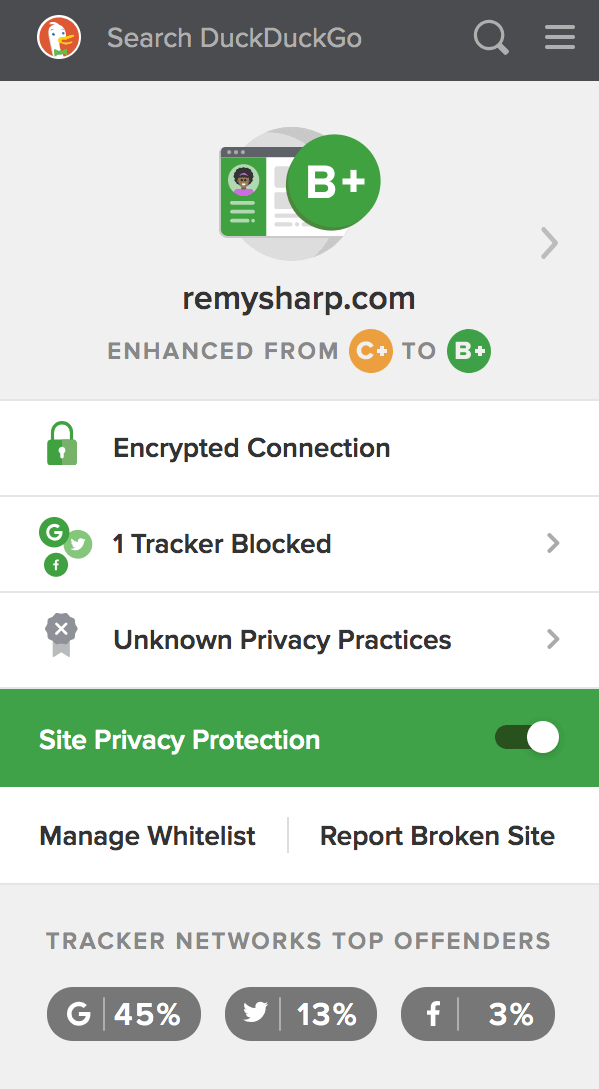 Search DuckDuckGo
B+
remysharp.com
ENHANCED FROM C+ TO B+
Encrypted Connection
1 Tracker Blocked
Unknown Privacy Practices
Site Privacy Protection
Manage Whitelist
Report Broken Site
TRACKER NETWORKS TOP OFFENDERS
G 45% 13% f 3%